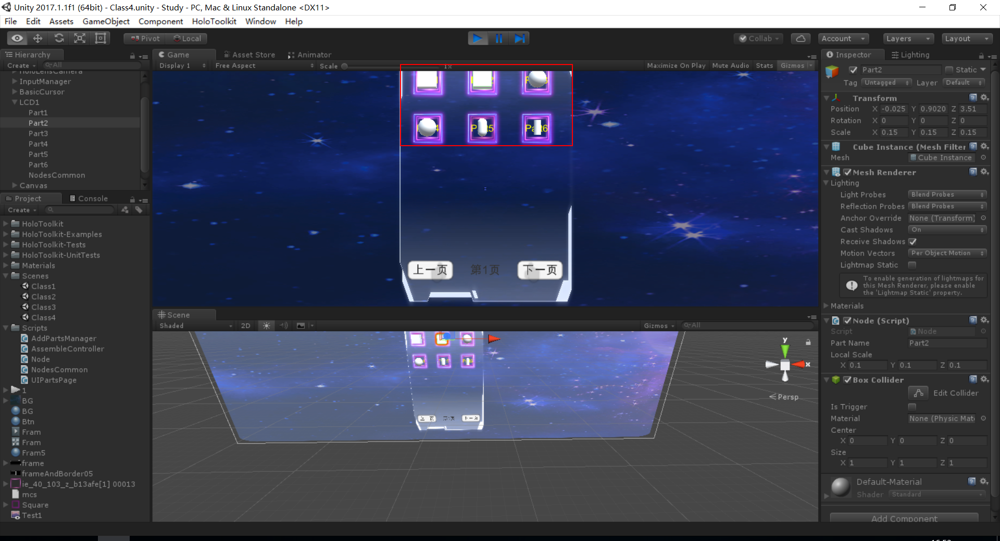 Unity 2017.1.1f1 (64bit) - Class4.unity - Study - PC, Mac & Linux Standalone <DX11>
File Edit Assets GameObject Component HoloToolkit Window Help
Pivot Local
Collab Account Layers Layout
Hierarchy
Create All
HoloLensCamera
InputManager
BasicCursor
LCD1
Part1
Part2
Part3
Part4
Part5
Part6
NodesCommon
Canvas
Project Console
Create
HoloToolkit
HoloToolkit-Examples
HoloToolkit-Tests
HoloToolkit-UnitTests
Materials
Scenes
Class1
Class2
Class3
Class4
Scripts
AddPartsManager
AssembleController
Node
NodesCommon
UIPartsPage
1
BG
BG
Btn
Fram
Fram
Fram5
frame
frameAndBorder05
ie_40_103_z_b13afe[1] 00013
mcs
Square
Test1
Game Asset Store Animator
Display 1 Free Aspect Scale 1x Maximize On Play Mute Audio Stats Gizmos
上一页 第1页 下一页
Scene
Shaded 2D Gizmos All
y
x
Persp
Inspector Lighting
Part2 Static
Tag Untagged Layer Default
Transform
Position X -0.025 Y 0.9020 Z 3.51
Rotation X 0 Y 0 Z 0
Scale X 0.15 Y 0.15 Z 0.15
Cube Instance (Mesh Filter
Mesh Cube Instance
Mesh Renderer
Lighting
Light Probes Blend Probes
Reflection Probes Blend Probes
Anchor Override None (Transform)
Cast Shadows On
Receive Shadows
Motion Vectors Per Object Motion
Lightmap Static
To enable generation of lightmaps for
this Mesh Renderer, please enable
the 'Lightmap Static' property.
Materials
Node (Script)
Script Node
Part Name Part2
Local Scale
X 0.1 Y 0.1 Z 0.1
Box Collider
Edit Collider
Is Trigger
Material None (Physic Mat
Center
X 0 Y 0 Z 0
Size
X 1 Y 1 Z 1
Default-Material
Shader Standard
Add Component